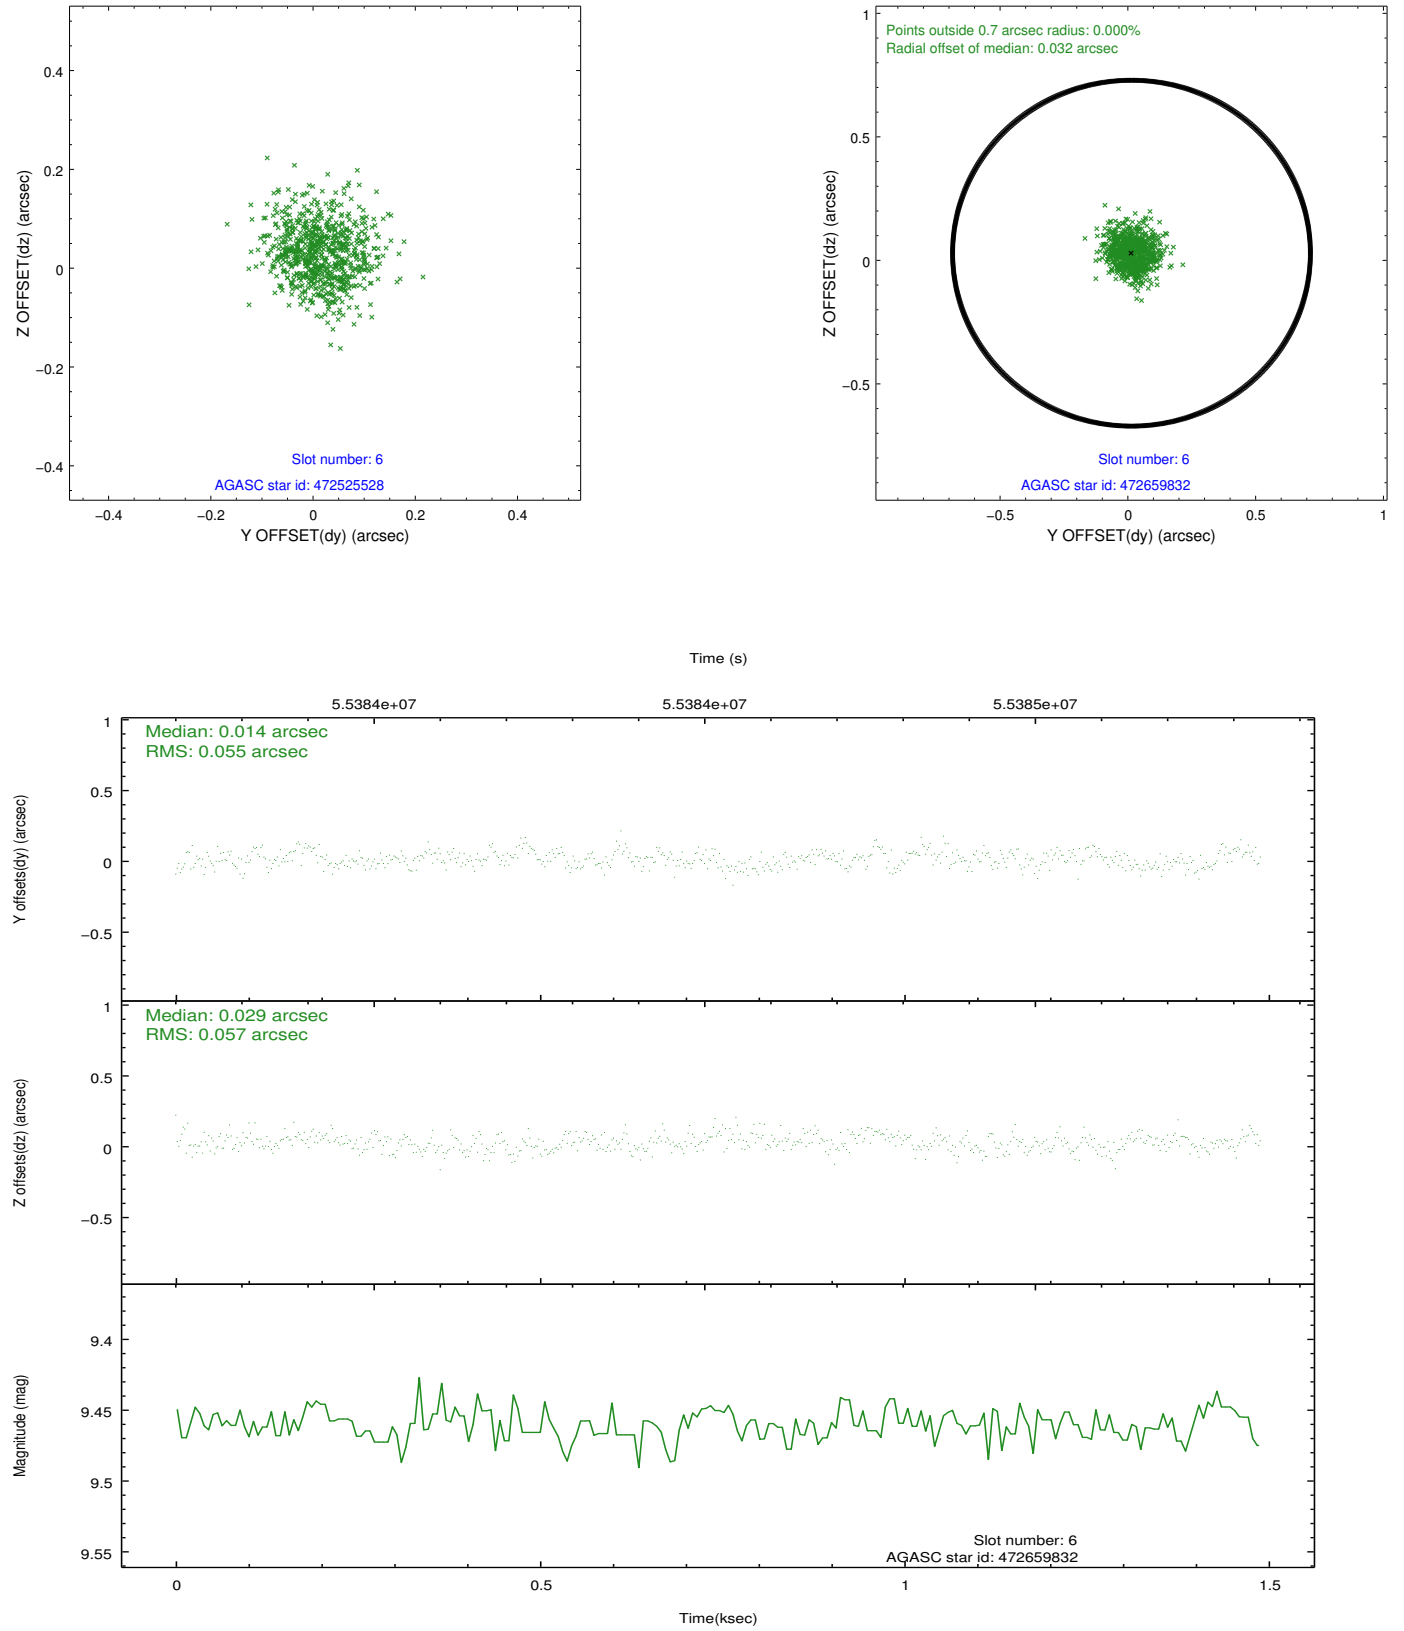 0.4
0.2
0
−0.2
−0.4
Z OFFSET(dz) (arcsec)
Slot number: 6
AGASC star id: 472525528
−0.4
−0.2
0
0.2
0.4
Y OFFSET(dy) (arcsec)
1
0.5
0
−0.5
Z OFFSET(dz) (arcsec)
Points outside 0.7 arcsec radius: 0.000%
Radial offset of median: 0.032 arcsec
Slot number: 6
AGASC star id: 472659832
−0.5
0
0.5
1
Y OFFSET(dy) (arcsec)
Time (s)
5.5384e+07
5.5384e+07
5.5385e+07
1
0.5
0
−0.5
Y offsets(dy) (arcsec)
Median: 0.014 arcsec
RMS: 0.055 arcsec
1
0.5
0
−0.5
Z offsets(dz) (arcsec)
Median: 0.029 arcsec
RMS: 0.057 arcsec
9.4
9.45
9.5
9.55
Magnitude (mag)
Slot number: 6
AGASC star id: 472659832
0
0.5
1
1.5
Time(ksec)